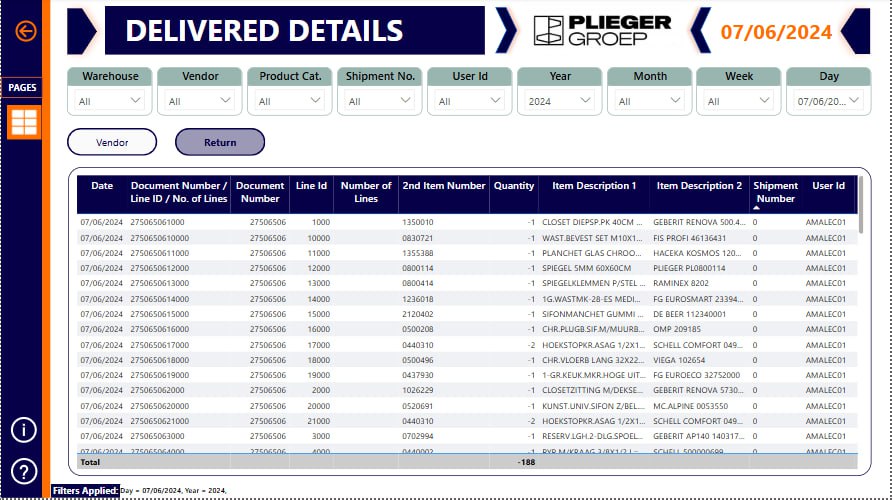 DELIVERED DETAILS
PLIEGER
GROEP
07/06/2024
PAGES
Warehouse Vendor Product Cat. Shipment No. User Id Year Month Week Day
All All All All All 2024 All All 07/06/20...
Vendor Return
Date Document Number / Line ID / No. of Lines Document Number Line Id Number of Lines 2nd Item Number Quantity Item Description 1 Item Description 2 Shipment Number User Id
07/06/2024 275065061000 27506506 1000 1350010 -1 CLOSET DIEPSP.PK 40CM ... GEBERIT RENOVA 500.4... 0 AMALEC01
07/06/2024 2750650610000 27506506 10000 0830721 -1 WAST.BEVEST SET M10X1... FIS PROFI 46136431 0 AMALEC01
07/06/2024 2750650611000 27506506 11000 1355388 -1 PLANCHET GLAS CHROO... HACEKA KOSMOS 120... 0 AMALEC01
07/06/2024 2750650612000 27506506 12000 0800114 -1 SPIEGEL 5MM 60X60CM PLIEGER PL0800114 0 AMALEC01
07/06/2024 2750650613000 27506506 13000 0800414 -1 SPIEGELKLEMMEN P/STEL ... RAMINEX 8202 0 AMALEC01
07/06/2024 2750650614000 27506506 14000 1236018 -1 1G.WASTMK-28-ES MEDI... FG EUROSMART 23394... 0 AMALEC01
07/06/2024 2750650615000 27506506 15000 2120402 -1 SIFONMANCHET GUMMI ... DE BEER 112340001 0 AMALEC01
07/06/2024 2750650616000 27506506 16000 0500208 -1 CHR.PLUGB.SIF.M/MUURB... OMP 209185 0 AMALEC01
07/06/2024 2750650617000 27506506 17000 0440310 -2 HOEKSTOPKR.ASAG 1/2X1... SCHELL COMFORT 049... 0 AMALEC01
07/06/2024 2750650618000 27506506 18000 0500496 -1 CHR.VLOERB LANG 32X22... VIEGA 102654 0 AMALEC01
07/06/2024 2750650619000 27506506 19000 0437930 -1 1-GR.KEUK.MKR.HOGE UIT... FG EUROECO 32752000 0 AMALEC01
07/06/2024 275065062000 27506506 2000 1026229 -1 CLOSETZITTING M/DEKSE... GEBERIT RENOVA 5730... 0 AMALEC01
07/06/2024 2750650620000 27506506 20000 0520691 -1 KUNST.UNIV.SIFON Z/BEL... MC.ALPINE 0053550 0 AMALEC01
07/06/2024 2750650621000 27506506 21000 0440310 -2 HOEKSTOPKR.ASAG 1/2X1... SCHELL COMFORT 049... 0 AMALEC01
07/06/2024 275065063000 27506506 3000 0702994 -1 RESERV.LGH.2-DLG.SPOEL... GEBERIT AP140 140317... 0 AMALEC01
07/06/2024 275065064000 27506506 4000 0440002 -1 SCHELL 500000699 0 AMALEC01
Total -188
Filters Applied: Day = 07/06/2024, Year = 2024,